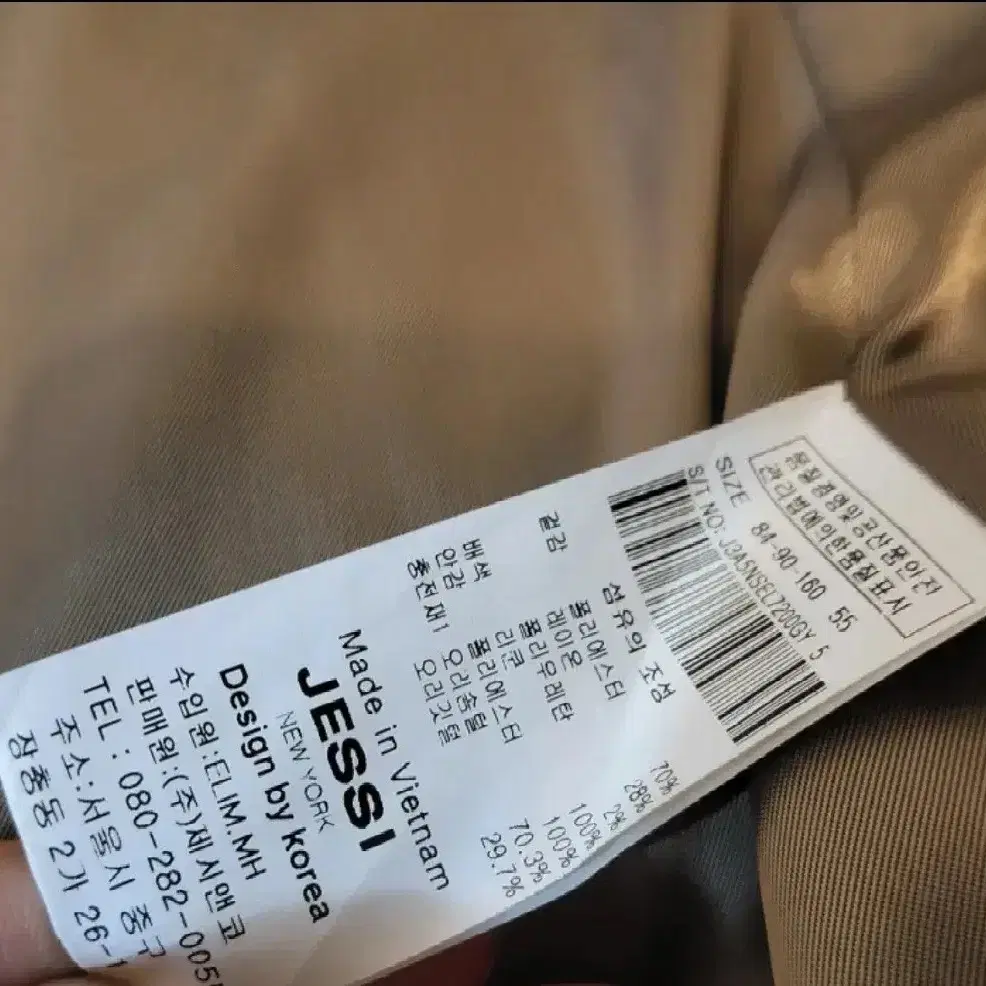 품질경영및공산품안전
관리법에의한품질표시
SIZE 84-90-160 55
S/T NO: J3A5NSEL7200GY 5
섬유의 조성
겉감 폴리에스터 70%
레이온 28%
폴리우레탄 2%
배색 라쿤 100%
안감 폴리에스터 100%
충전재1 오리솜털 70.3%
오리깃털 29.7%
Made in Vietnam
JESSI
NEW YORK
Design by korea
수입원:ELIM.MH
판매원:(주)제시앤코
TEL : 080-282-005
주소:서울시 중구
장충동 2가 26-1